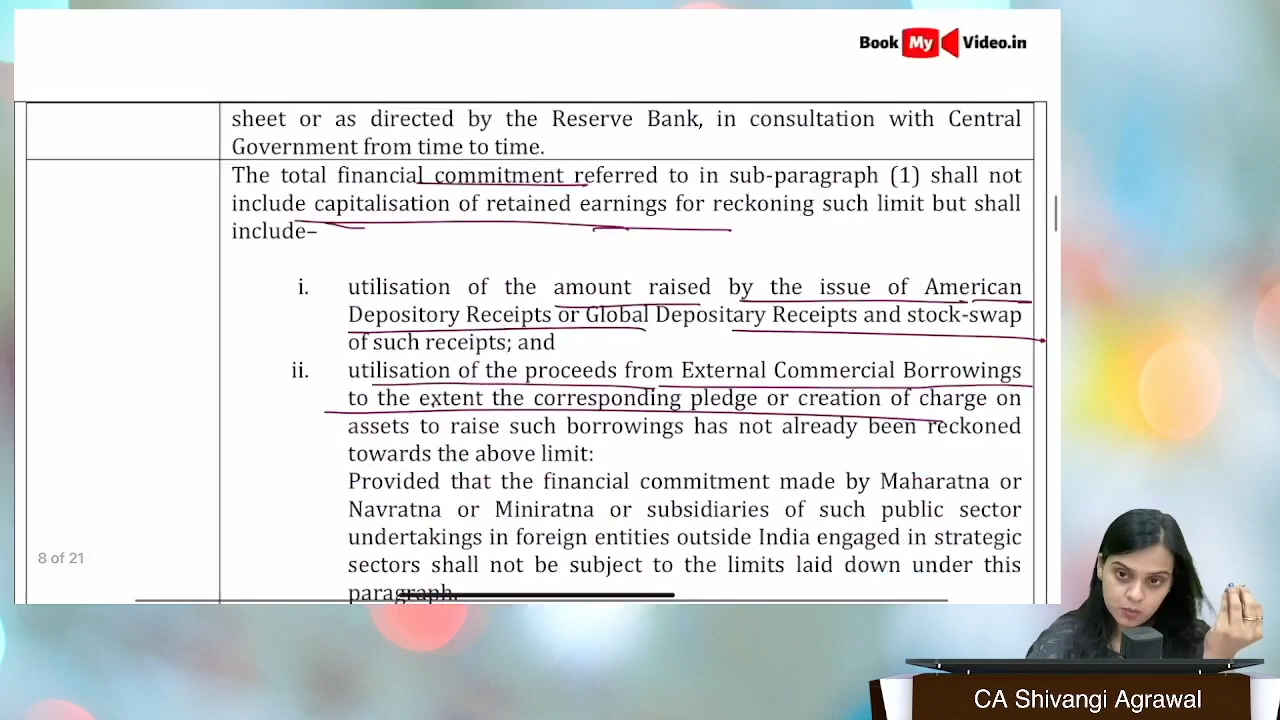 Book My Video.in
sheet or as directed by the Reserve Bank, in consultation with Central
Government from time to time.
The total financial commitment referred to in sub-paragraph (1) shall not
include capitalisation of retained earnings for reckoning such limit but shall
include–
i. utilisation of the amount raised by the issue of American
Depository Receipts or Global Depositary Receipts and stock-swap
of such receipts; and
ii. utilisation of the proceeds from External Commercial Borrowings
to the extent the corresponding pledge or creation of charge on
assets to raise such borrowings has not already been reckoned
towards the above limit:
Provided that the financial commitment made by Maharatna or
Navratna or Miniratna or subsidiaries of such public sector
undertakings in foreign entities outside India engaged in strategic
sectors shall not be subject to the limits laid down under this
paragraph.
8 of 21
CA Shivangi Agrawal